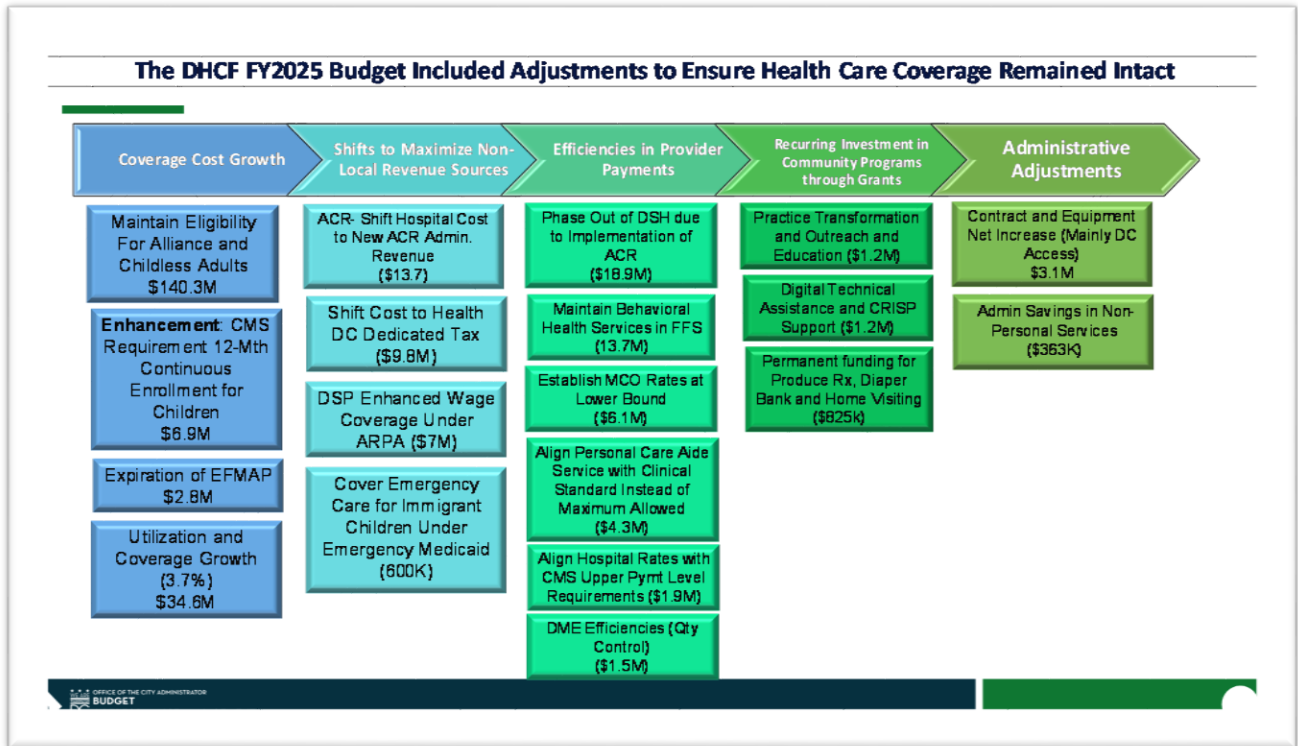 The DHCF FY2025 Budget Included Adjustments to Ensure Health Care Coverage Remained Intact
Coverage Cost Growth
Maintain Eligibility
For Alliance and
Childless Adults
$140.3M
Enhancement: CMS
Requirement 12-Mth
Continuous
Enrollment for
Children
$6.9M
Expiration of EFMAP
$2.8M
Utilization and
Coverage Growth
(3.7%)
$34.6M
Shifts to Maximize Non-
Local Revenue Sources
ACR- Shift Hospital Cost
to New ACR Admin.
Revenue
($13.7)
Shift Cost to Health
DC Dedicated Tax
($9.8M)
DSP Enhanced Wage
Coverage Under
ARPA ($7M)
Cover Emergency
Care for Immigrant
Children Under
Emergency Medicaid
(600K)
Efficiencies in Provider
Payments
Phase Out of DSH due
to Implementation of
ACR
($18.9M)
Maintain Behavioral
Health Services in FFS
(13.7M)
Establish MCO Rates at
Lower Bound
($6.1M)
Align Personal Care Aide
Service with Clinical
Standard Instead of
Maximum Allowed
($4.3M)
Align Hospital Rates with
CMS Upper Pymt Level
Requirements ($1.9M)
DME Efficiencies (Qty
Control)
($1.5M)
Recurring Investment in
Community Programs
through Grants
Practice Transformation
and Outreach and
Education ($1.2M)
Digital Technical
Assistance and CRISP
Support ($1.2M)
Permanent funding for
Produce Rx, Diaper
Bank and Home Visiting
($825k)
Administrative
Adjustments
Contract and Equipment
Net Increase (Mainly DC
Access)
$3.1M
Admin Savings in Non-
Personal Services
($363K)
OFFICE OF THE CITY ADMINISTRATOR
BUDGET